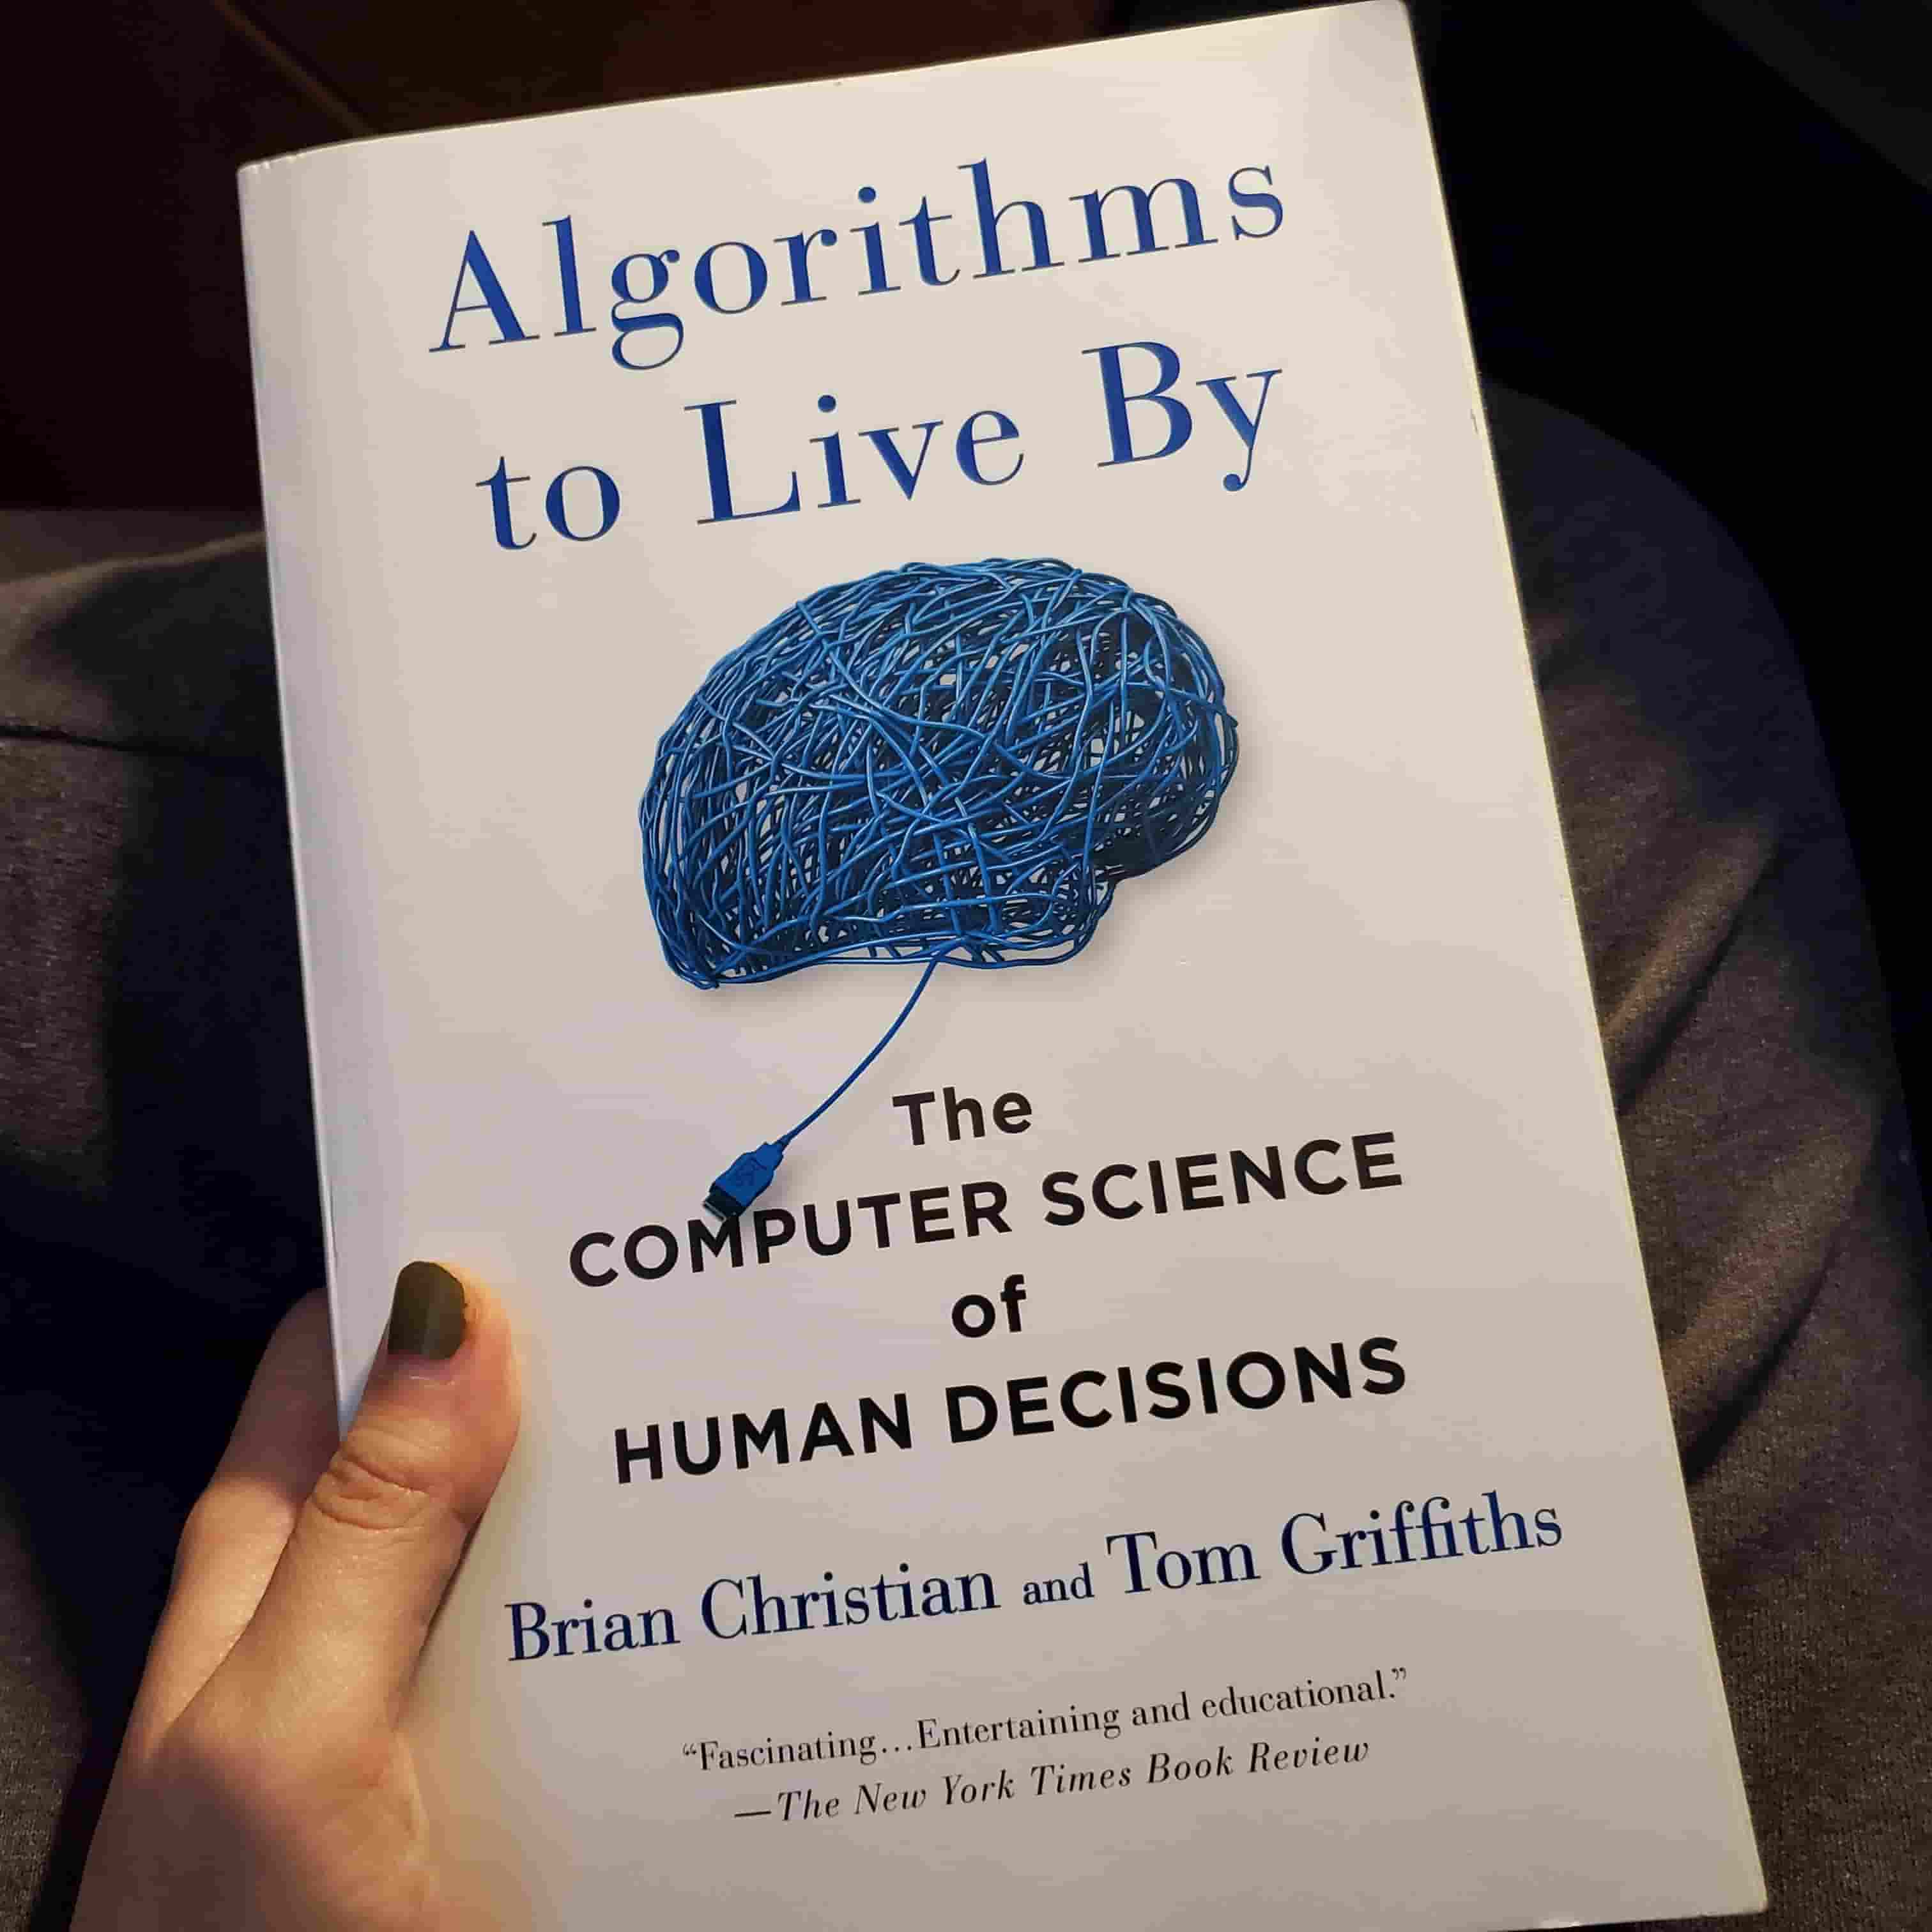 Algorithms
to Live By
The
COMPUTER SCIENCE
of
HUMAN DECISIONS
Brian Christian and Tom Griffiths
“Fascinating...Entertaining and educational.”
—The New York Times Book Review